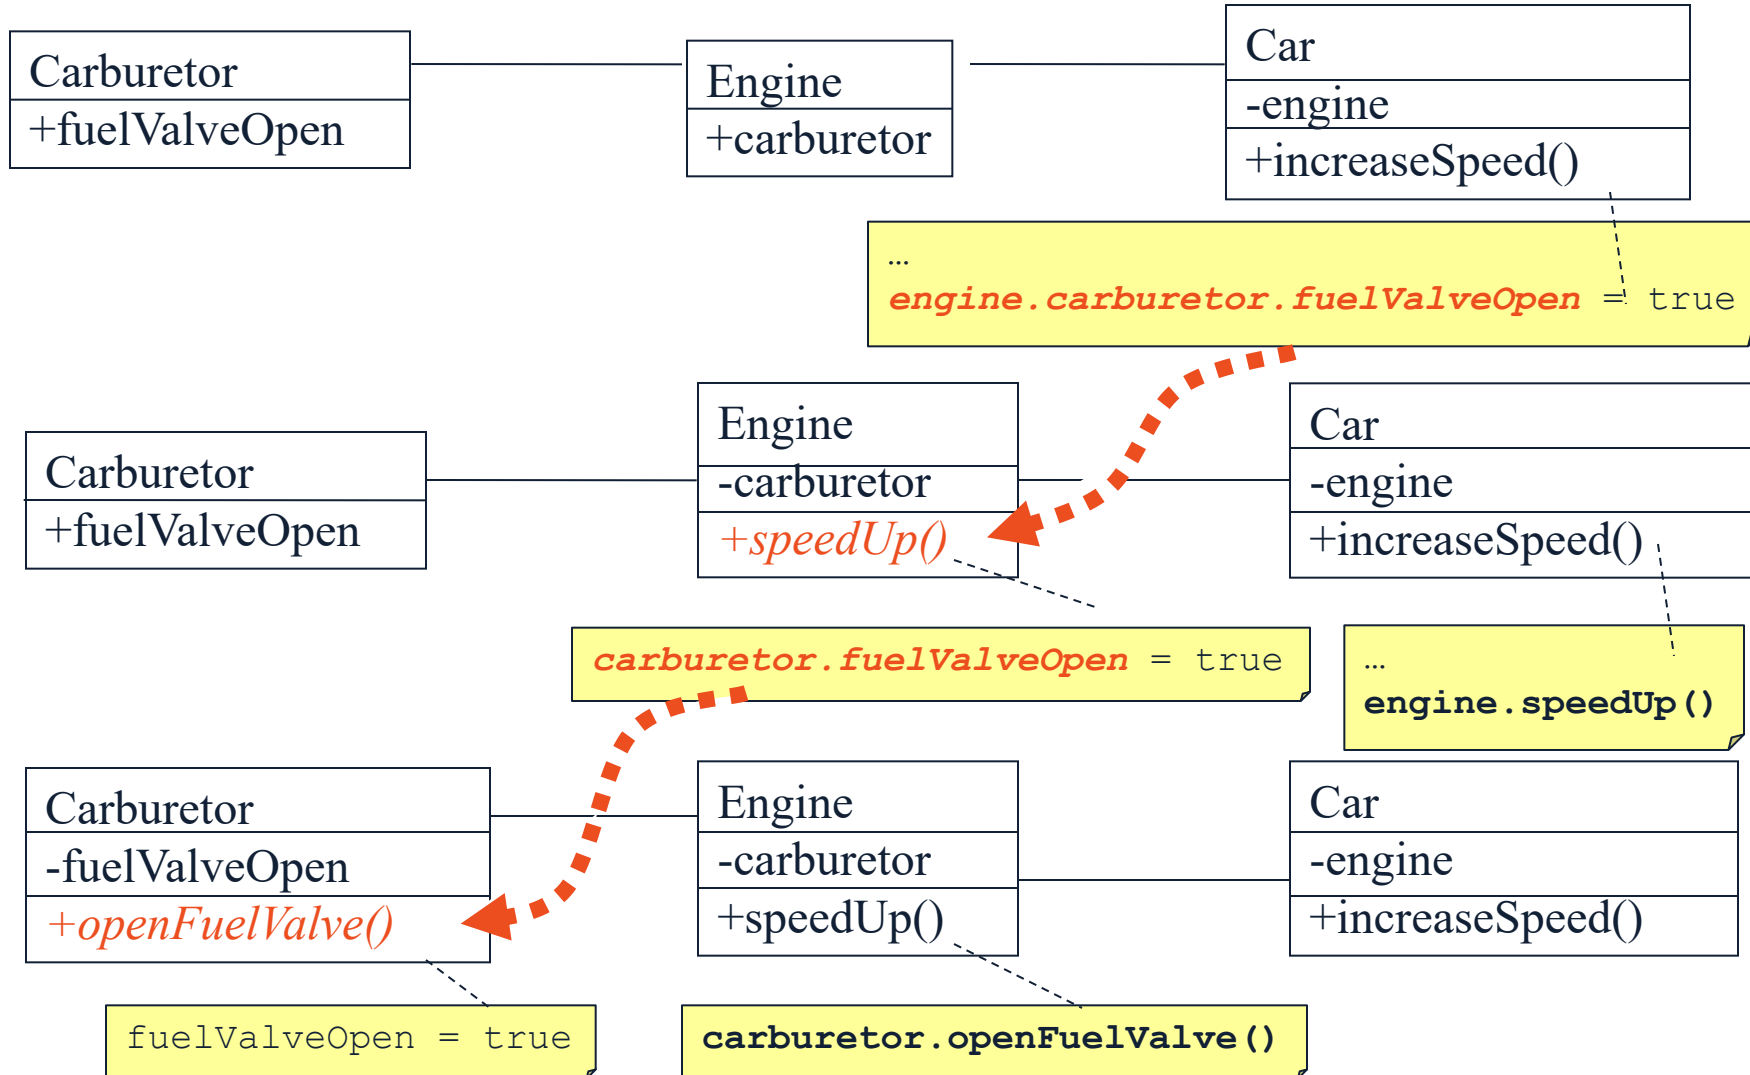 Carburetor
+fuelValveOpen
Engine
+carburetor
Car
-engine
+increaseSpeed()
...
engine.carburetor.fuelValveOpen = true
Carburetor
+fuelValveOpen
Engine
-carburetor
+speedUp()
Car
-engine
+increaseSpeed()
carburetor.fuelValveOpen = true
...
engine.speedUp()
Carburetor
-fuelValveOpen
+openFuelValve()
Engine
-carburetor
+speedUp()
Car
-engine
+increaseSpeed()
fuelValveOpen = true
carburetor.openFuelValve()